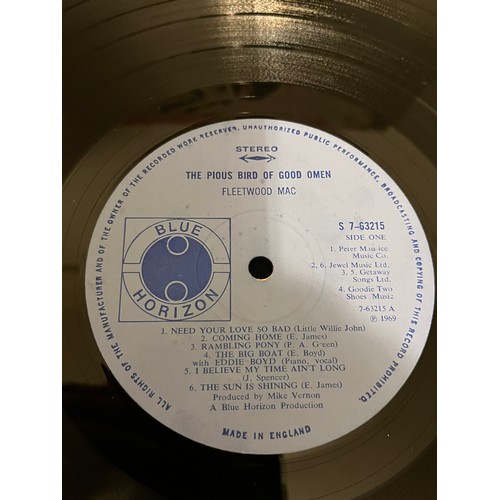 ALL RIGHTS OF THE MANUFACTURER AND OF THE OWNER OF THE RECORDED WORK RESERVED. UNAUTHORIZED PUBLIC PERFORMANCE, BROADCASTING AND COPYING OF THIS RECORD PROHIBITED.
STEREO
THE PIOUS BIRD OF GOOD OMEN
FLEETWOOD MAC
BLUE
HORIZON
S 7-63215
SIDE ONE
1. Peter Maurice
Music Co.
2, 6, Jewel Music Ltd.
3, 5. Getaway
Songs Ltd.
4. Goodie Two
Shoes Music
7-63215 A
℗ 1969
1. NEED YOUR LOVE SO BAD (Little Willie John)
2. COMING HOME (E. James)
3. RAMBLING PONY (P. A. Green)
4. THE BIG BOAT (E. Boyd)
with EDDIE BOYD (Piano, vocal)
5. I BELIEVE MY TIME AIN'T LONG
(J. Spencer)
6. THE SUN IS SHINING (E. James)
Produced by Mike Vernon
A Blue Horizon Production
MADE IN ENGLAND